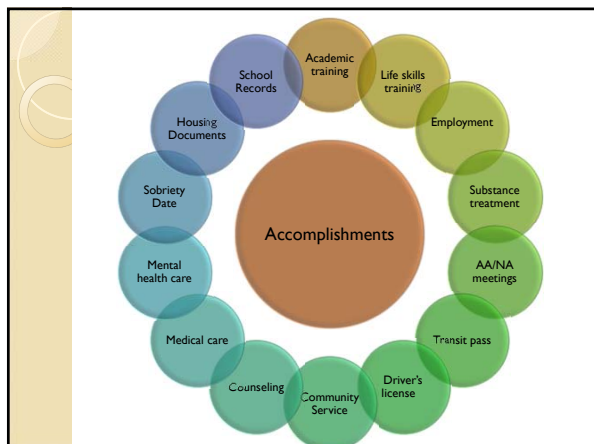 Academic
training
Life skills
training
Employment
Substance
treatment
AA/NA
meetings
Transit pass
Driver's
license
Community
Service
Counseling
Medical care
Mental
health care
Sobriety
Date
Housing
Documents
School
Records
Accomplishments